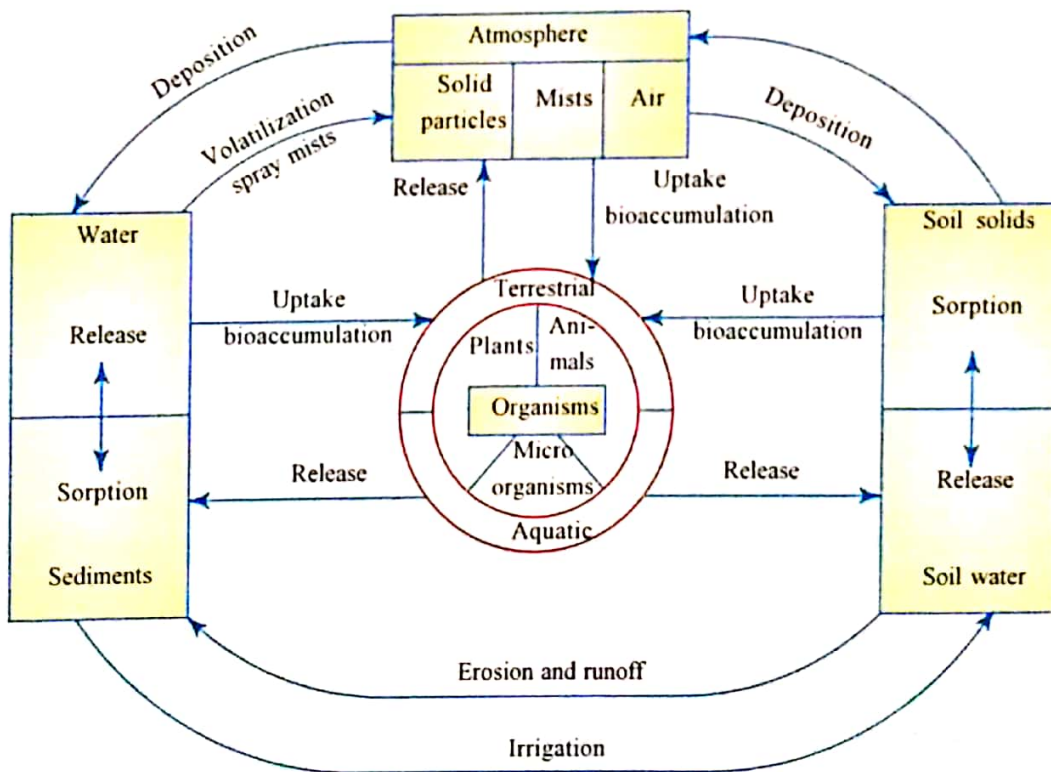 Atmosphere
Solid
particles
Mists
Air
Deposition
Volatilization
spray mists
Deposition
Release
Uptake
bioaccumulation
Water
Release
Sorption
Sediments
Uptake
bioaccumulation
Terrestrial
Plants
Ani-
mals
Organisms
Micro
organisms
Aquatic
Uptake
bioaccumulation
Soil solids
Sorption
Release
Soil water
Release
Release
Erosion and runoff
Irrigation